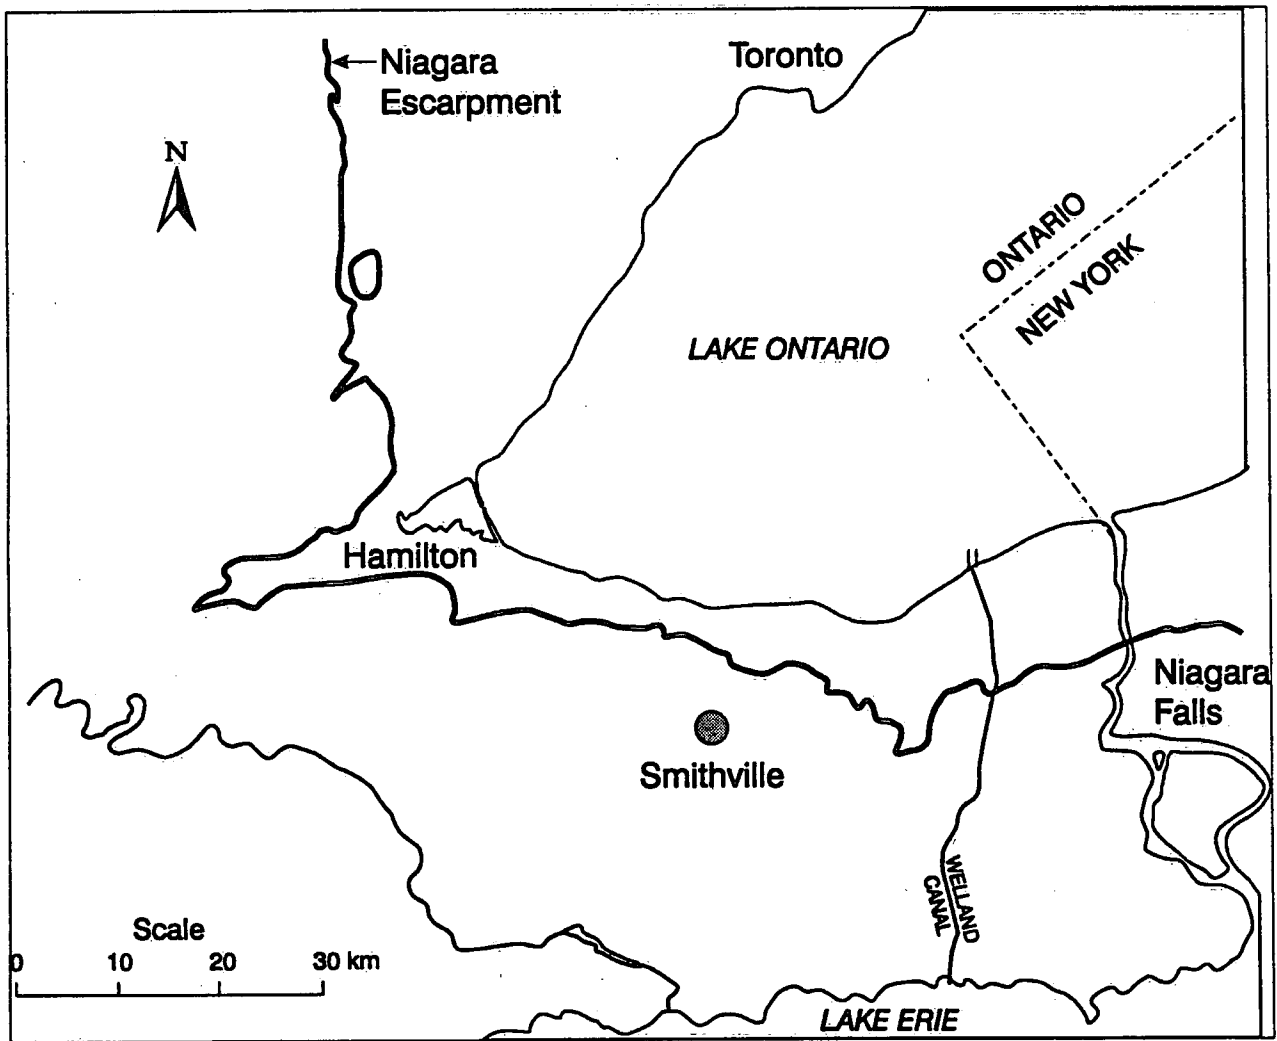 Toronto
Niagara
Escarpment
N
ONTARIO
NEW YORK
LAKE ONTARIO
Hamilton
Niagara
Falls
Smithville
WELLAND
CANAL
Scale
0 10 20 30 km
LAKE ERIE